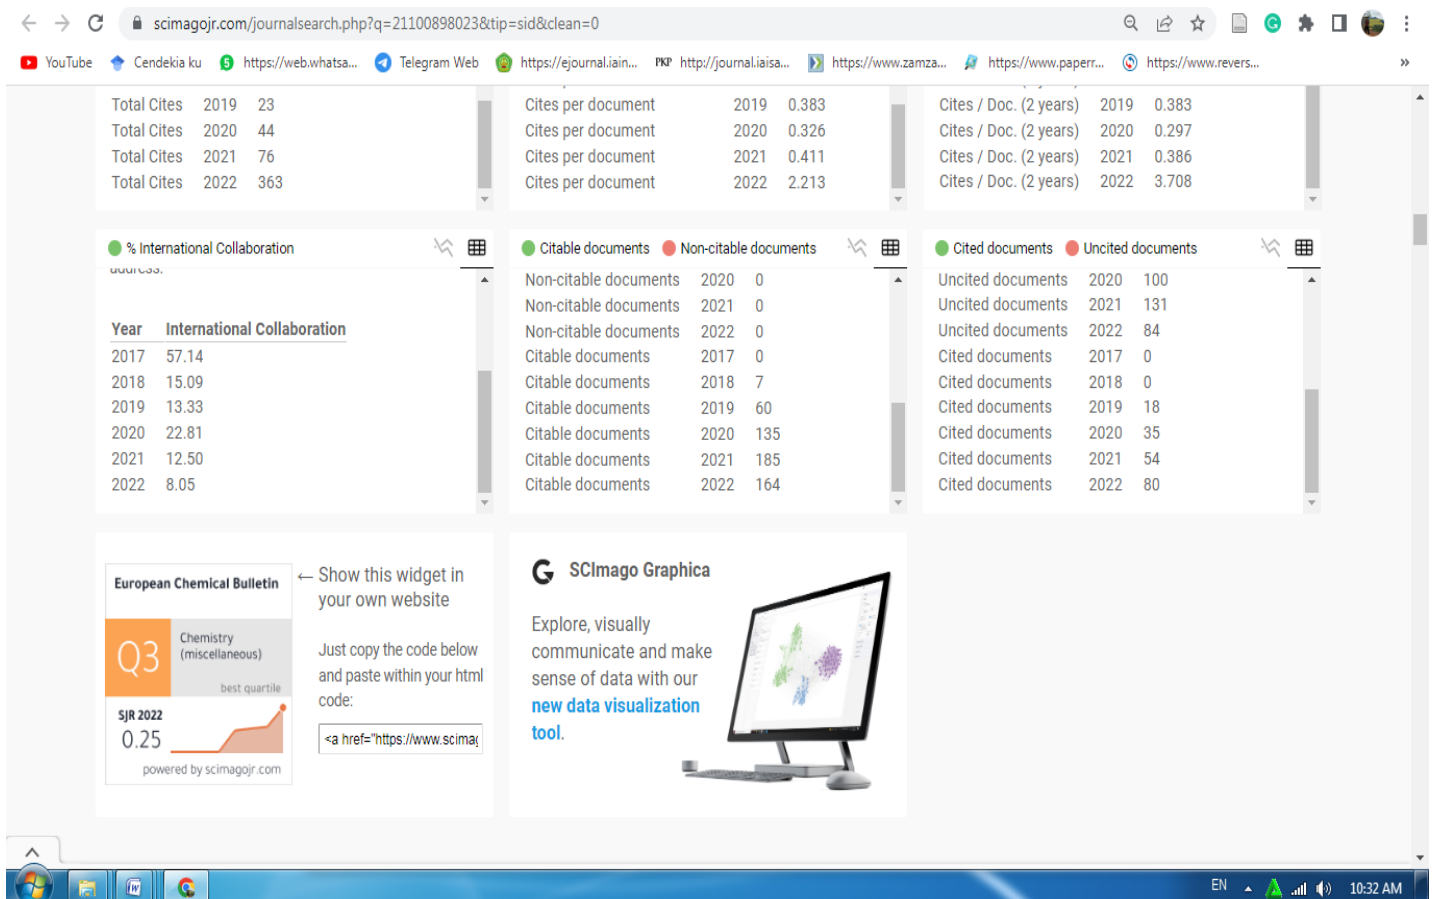 scimagojr.com/journalsearch.php?q=21100898023&tip=sid&clean=0
YouTube Cendekia ku https://web.whatsa... Telegram Web https://ejournal.iain... PKP http://journal.iaisa... https://www.zamza... https://www.paperr... https://www.revers... »
Total Cites 2019 23
Total Cites 2020 44
Total Cites 2021 76
Total Cites 2022 363
Cites per document 2019 0.383
Cites per document 2020 0.326
Cites per document 2021 0.411
Cites per document 2022 2.213
Cites / Doc. (2 years) 2019 0.383
Cites / Doc. (2 years) 2020 0.297
Cites / Doc. (2 years) 2021 0.386
Cites / Doc. (2 years) 2022 3.708
% International Collaboration
address.
Year International Collaboration
2017 57.14
2018 15.09
2019 13.33
2020 22.81
2021 12.50
2022 8.05
Citable documents Non-citable documents
Non-citable documents 2020 0
Non-citable documents 2021 0
Non-citable documents 2022 0
Citable documents 2017 0
Citable documents 2018 7
Citable documents 2019 60
Citable documents 2020 135
Citable documents 2021 185
Citable documents 2022 164
Cited documents Uncited documents
Uncited documents 2020 100
Uncited documents 2021 131
Uncited documents 2022 84
Cited documents 2017 0
Cited documents 2018 0
Cited documents 2019 18
Cited documents 2020 35
Cited documents 2021 54
Cited documents 2022 80
European Chemical Bulletin
Q3
Chemistry
(miscellaneous)
best quartile
SJR 2022
0.25
powered by scimagojr.com
← Show this widget in
your own website
Just copy the code below
and paste within your html
code:
<a href="https://www.scimag
SCImago Graphica
Explore, visually
communicate and make
sense of data with our
new data visualization
tool.
EN 10:32 AM